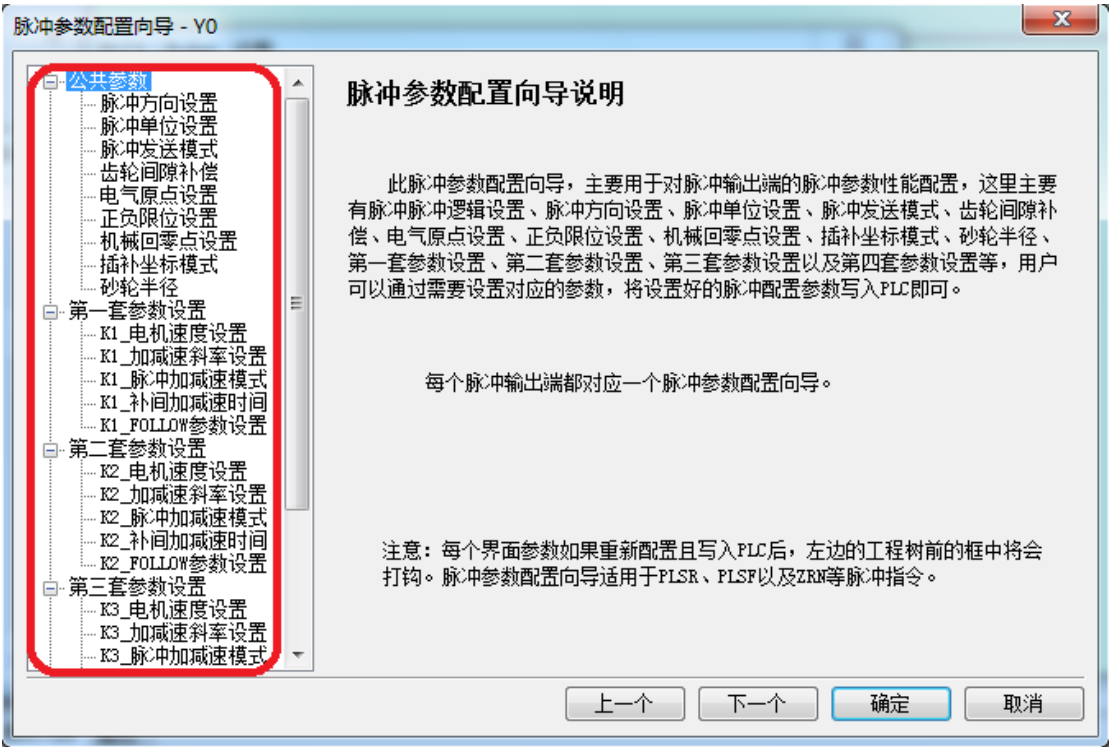 脉冲参数配置向导 - Y0
公共参数
脉冲方向设置
脉冲单位设置
脉冲发送模式
齿轮间隙补偿
电气原点设置
正负限位设置
机械回零点设置
插补坐标模式
砂轮半径
第一套参数设置
K1_电机速度设置
K1_加减速斜率设置
K1_脉冲加减速模式
K1_补间加减速时间
K1_FOLLOW参数设置
第二套参数设置
K2_电机速度设置
K2_加减速斜率设置
K2_脉冲加减速模式
K2_补间加减速时间
K2_FOLLOW参数设置
第三套参数设置
K3_电机速度设置
K3_加减速斜率设置
K3_脉冲加减速模式
脉冲参数配置向导说明
此脉冲参数配置向导，主要用于对脉冲输出端的脉冲参数性能配置，这里主要
有脉冲脉冲逻辑设置、脉冲方向设置、脉冲单位设置、脉冲发送模式、齿轮间隙补
偿、电气原点设置、正负限位设置、机械回零点设置、插补坐标模式、砂轮半径、
第一套参数设置、第二套参数设置、第三套参数设置以及第四套参数设置等，用户
可以通过需要设置对应的参数，将设置好的脉冲配置参数写入PLC即可。
每个脉冲输出端都对应一个脉冲参数配置向导。
注意：每个界面参数如果重新配置且写入PLC后，左边的工程树前的框中将会
打钩。脉冲参数配置向导适用于PLSR、PLSF以及ZRN等脉冲指令。
上一个
下一个
确定
取消